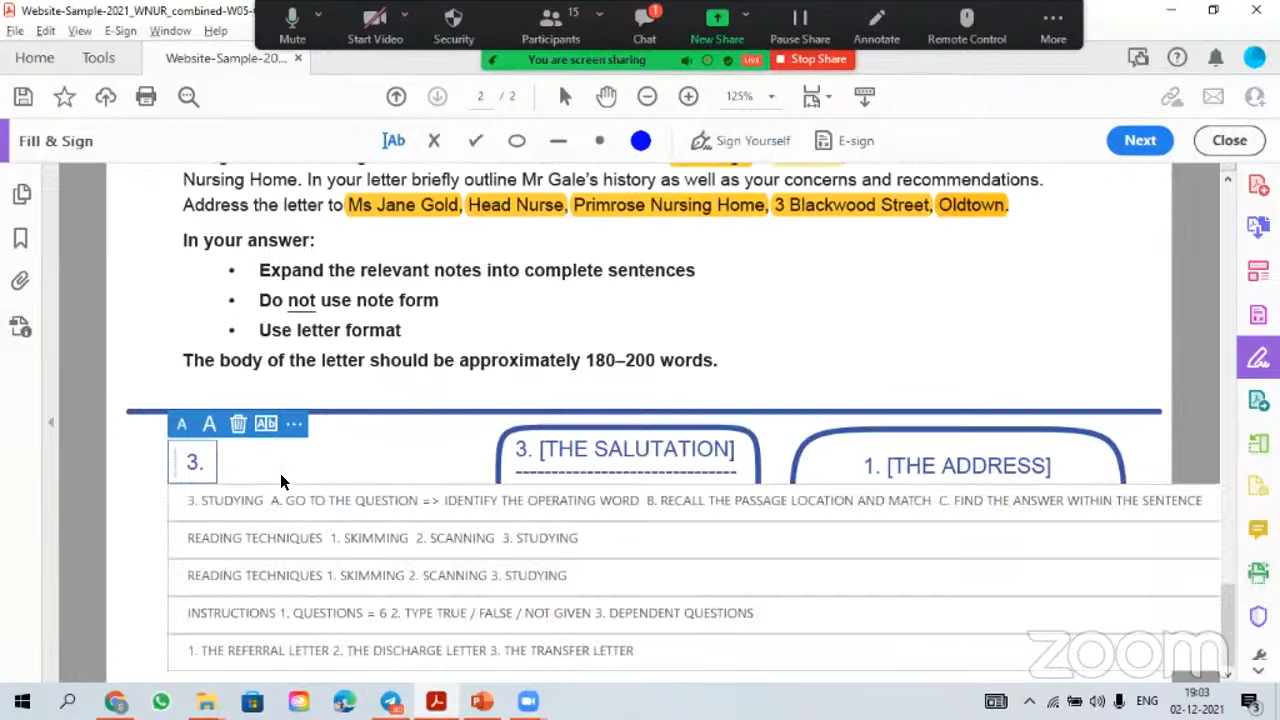 Website-Sample-2021_WNUR_combined-W05-
File Edit View E-Sign Window Help
Mute
Start Video
Security
15
Participants
1
Chat
New Share
Pause Share
Annotate
Remote Control
More
You are screen sharing
LIVE
Stop Share
Home
Tools
Website-Sample-20...
2 / 2
125%
Fill & Sign
Sign Yourself
E-sign
Next
Close
Nursing Home. In your letter briefly outline Mr Gale's history as well as your concerns and recommendations.
Address the letter to Ms Jane Gold, Head Nurse, Primrose Nursing Home, 3 Blackwood Street, Oldtown.
In your answer:
• Expand the relevant notes into complete sentences
• Do not use note form
• Use letter format
The body of the letter should be approximately 180–200 words.
3.
3. [THE SALUTATION]
------------------------------
1. [THE ADDRESS]
3. STUDYING A. GO TO THE QUESTION => IDENTIFY THE OPERATING WORD B. RECALL THE PASSAGE LOCATION AND MATCH C. FIND THE ANSWER WITHIN THE SENTENCE
READING TECHNIQUES 1. SKIMMING 2. SCANNING 3. STUDYING
READING TECHNIQUES 1. SKIMMING 2. SCANNING 3. STUDYING
INSTRUCTIONS 1. QUESTIONS = 6 2. TYPE TRUE / FALSE / NOT GIVEN 3. DEPENDENT QUESTIONS
1. THE REFERRAL LETTER 2. THE DISCHARGE LETTER 3. THE TRANSFER LETTER
zoom
ENG
19:03
02-12-2021
3